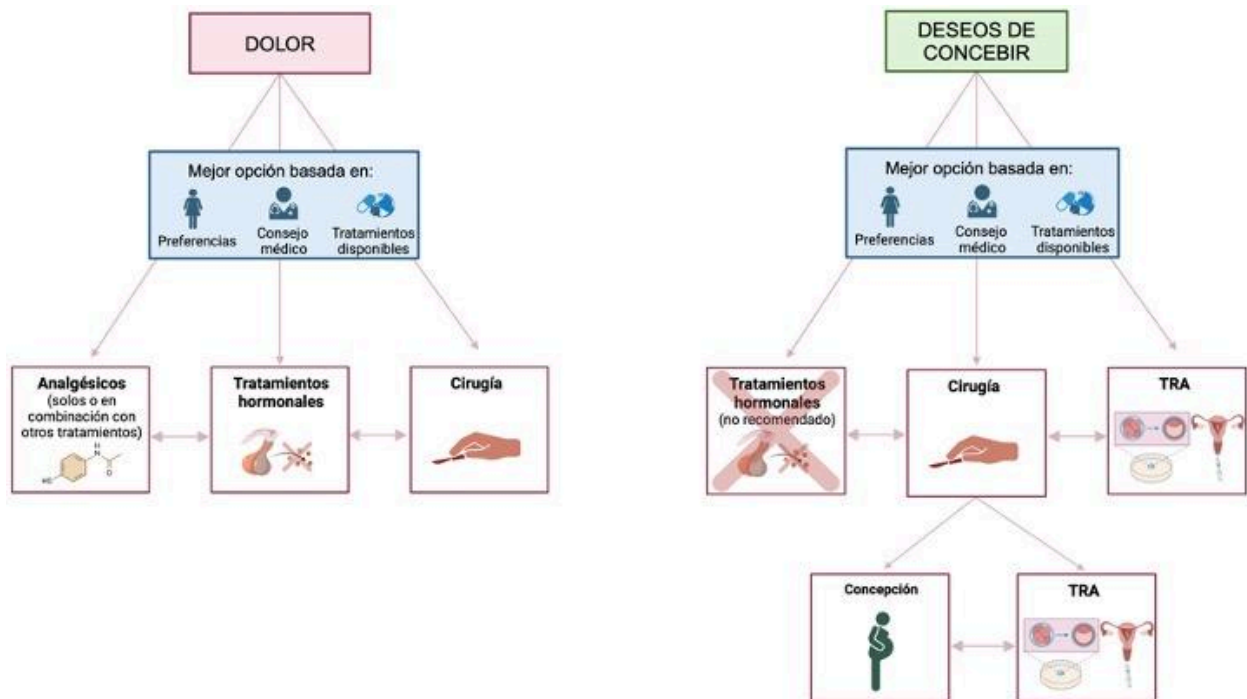 DOLOR
Mejor opción basada en:
Preferencias
Consejo
médico
Tratamientos
disponibles
Analgésicos
(solos o en
combinación con
otros tratamientos)
H
N
O
HO
Tratamientos
hormonales
Cirugía
DESEOS DE
CONCEBIR
Mejor opción basada en:
Preferencias
Consejo
médico
Tratamientos
disponibles
Tratamientos
hormonales
(no recomendado)
Cirugía
TRA
Concepción
TRA